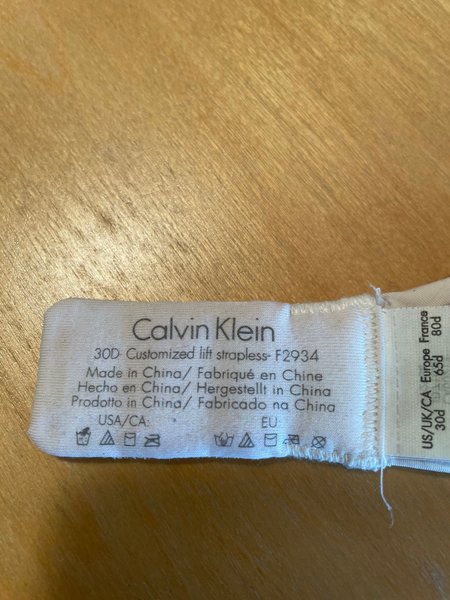 Calvin Klein
30D- Customized lift strapless- F2934
Made in China/ Fabriqué en Chine
Hecho en China/ Hergestellt in China
Prodotto in China/ Fabricado na China
USA/CA: EU:
US/UK/CA Europe France
30d 65d 80d